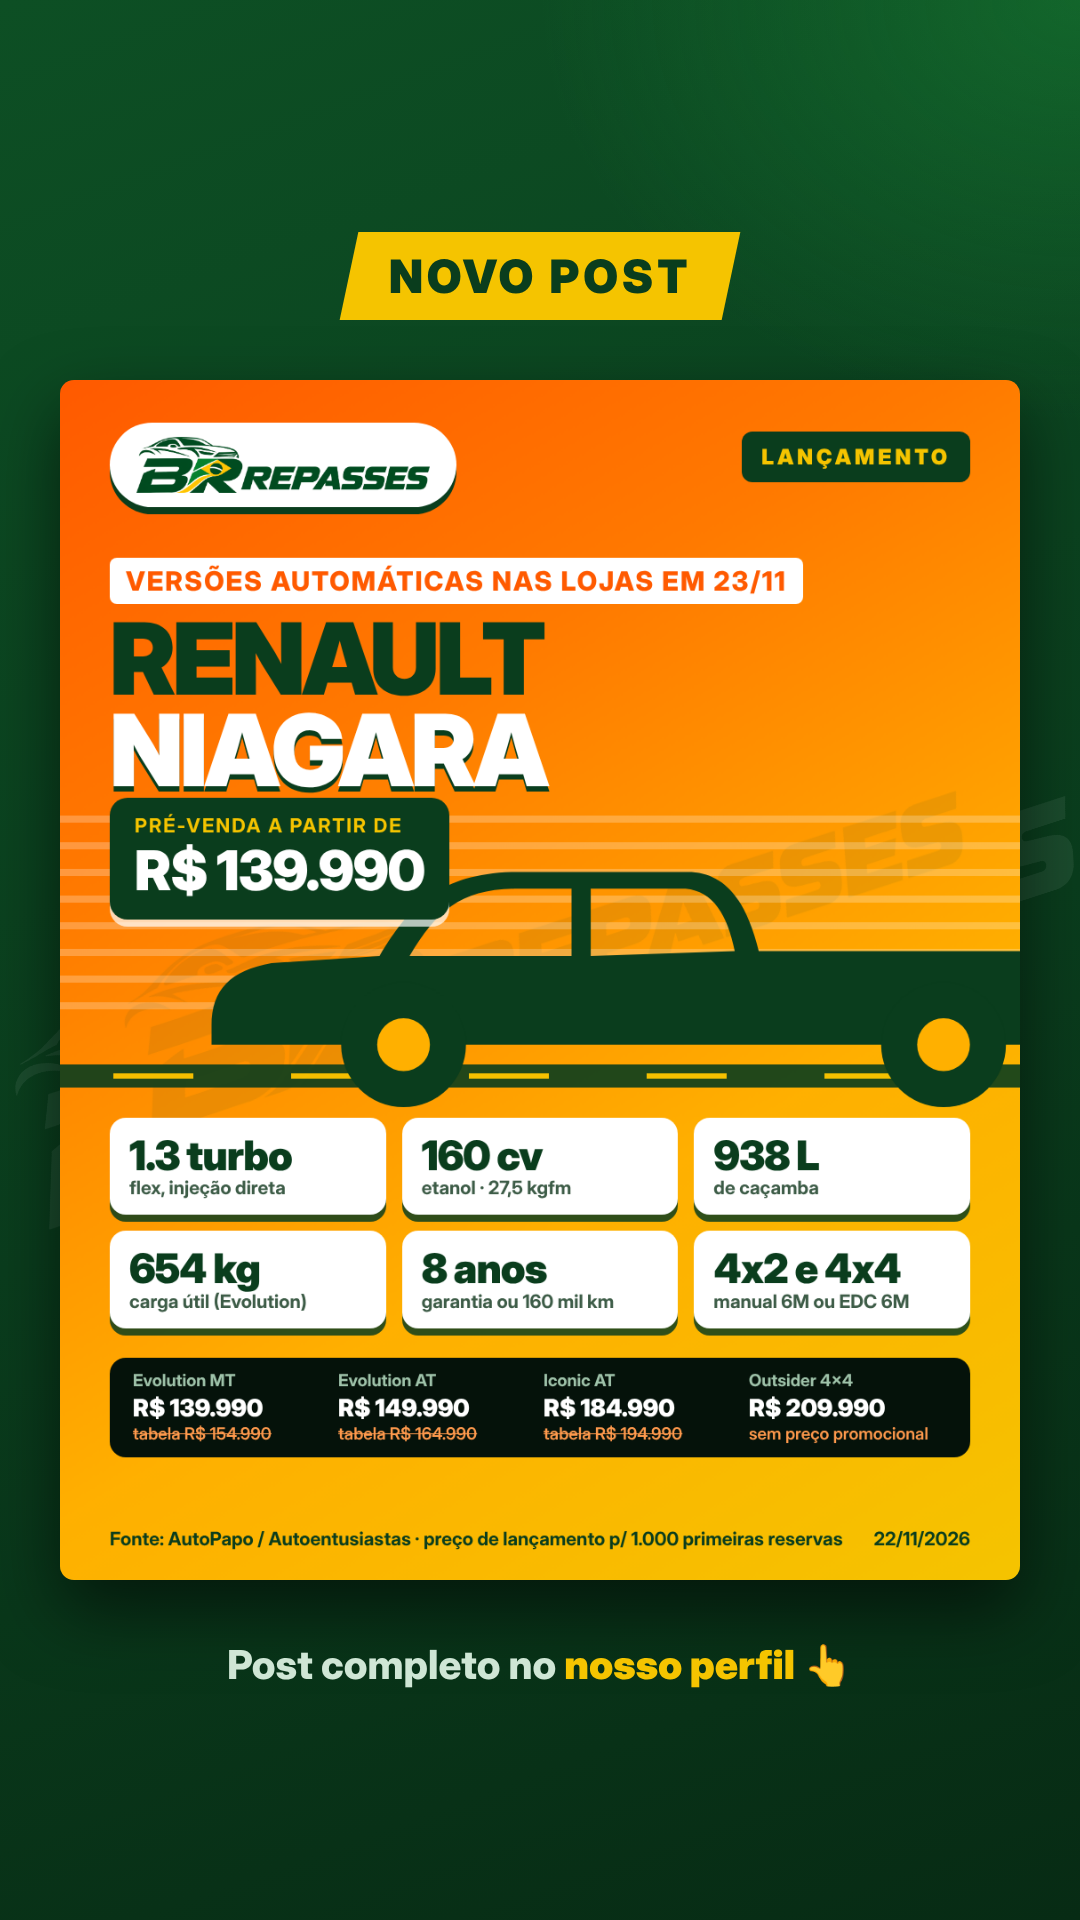 NOVO POST
BR REPASSES
LANÇAMENTO
VERSÕES AUTOMÁTICAS NAS LOJAS EM 23/11
RENAULT
NIAGARA
PRÉ-VENDA A PARTIR DE
R$ 139.990
REPASSES
1.3 turbo
flex, injeção direta
160 cv
etanol · 27,5 kgfm
938 L
de caçamba
654 kg
carga útil (Evolution)
8 anos
garantia ou 160 mil km
4x2 e 4x4
manual 6M ou EDC 6M
Evolution MT
R$ 139.990
tabela R$ 154.990
Evolution AT
R$ 149.990
tabela R$ 164.990
Iconic AT
R$ 184.990
tabela R$ 194.990
Outsider 4×4
R$ 209.990
sem preço promocional
Fonte: AutoPapo / Autoentusiastas · preço de lançamento p/ 1.000 primeiras reservas 22/11/2026
Post completo no nosso perfil 👆